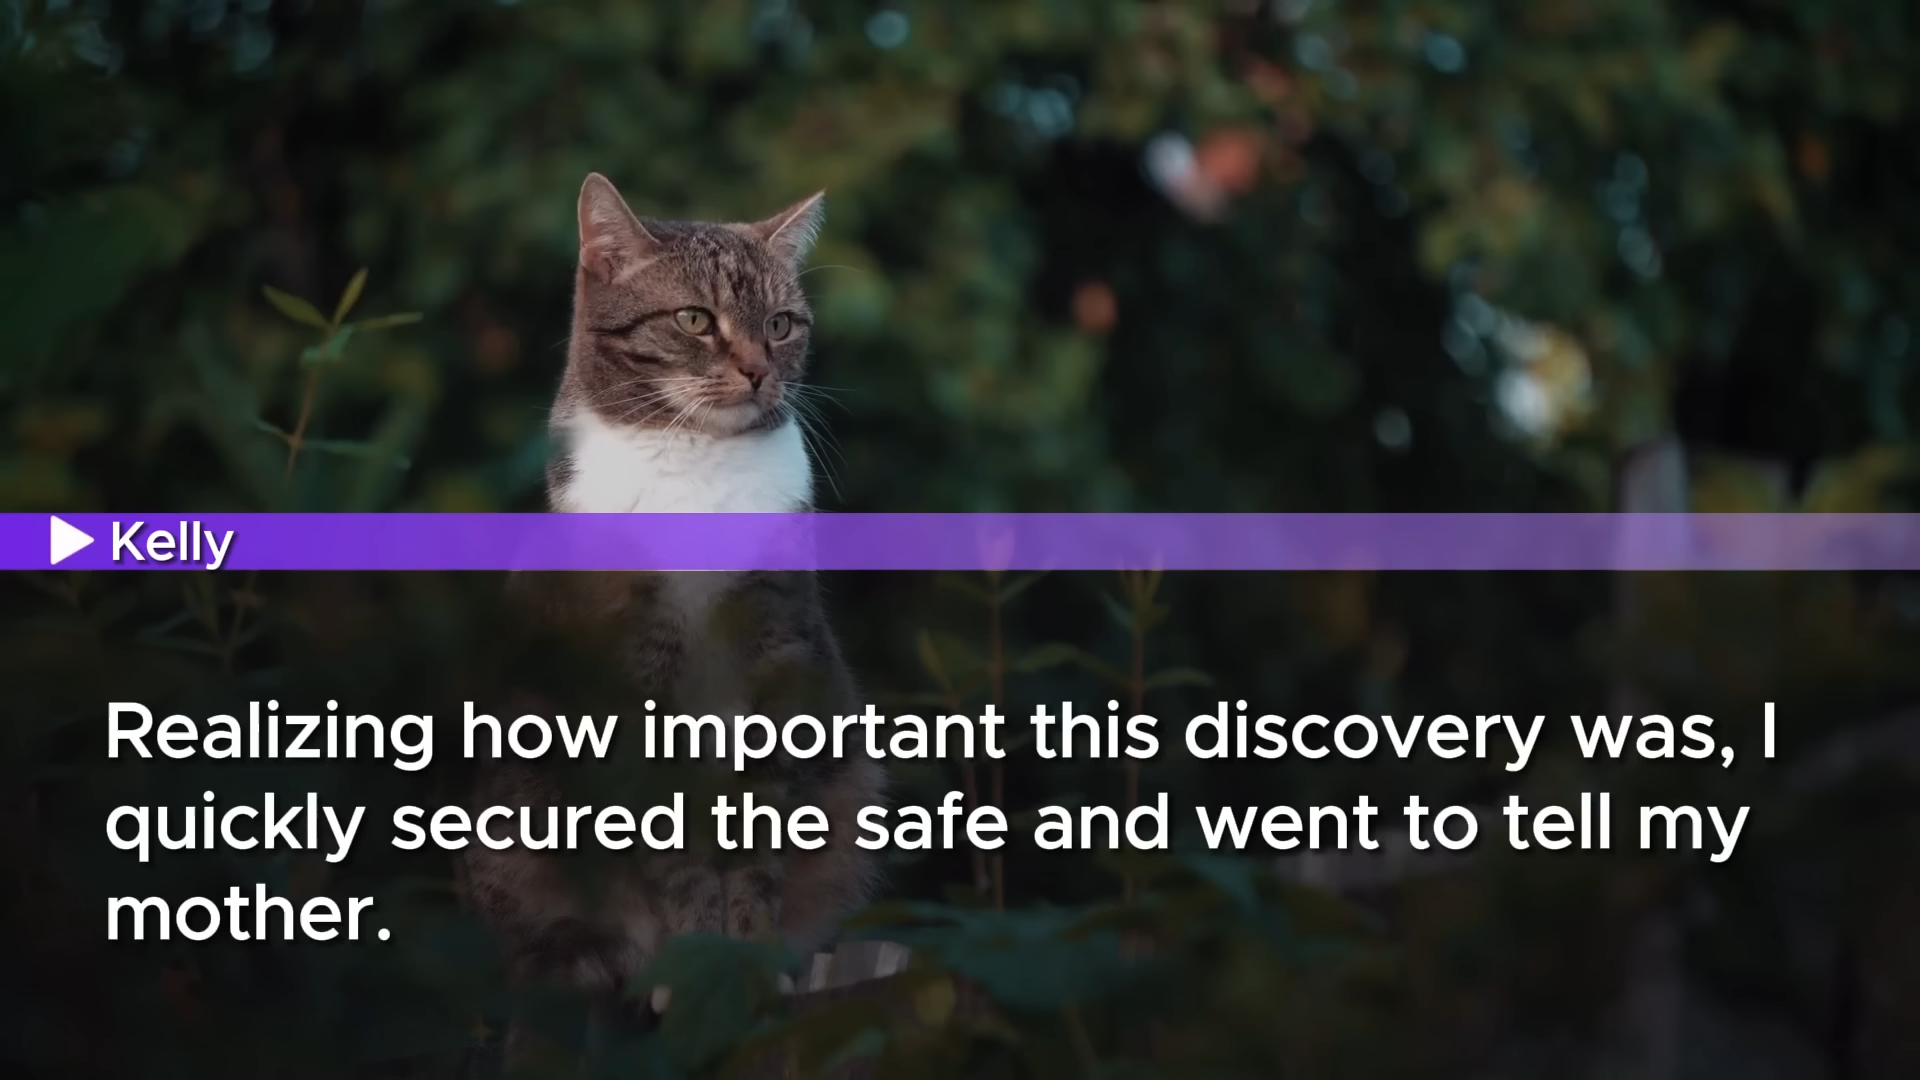 Kelly
Realizing how important this discovery was, I
quickly secured the safe and went to tell my
mother.